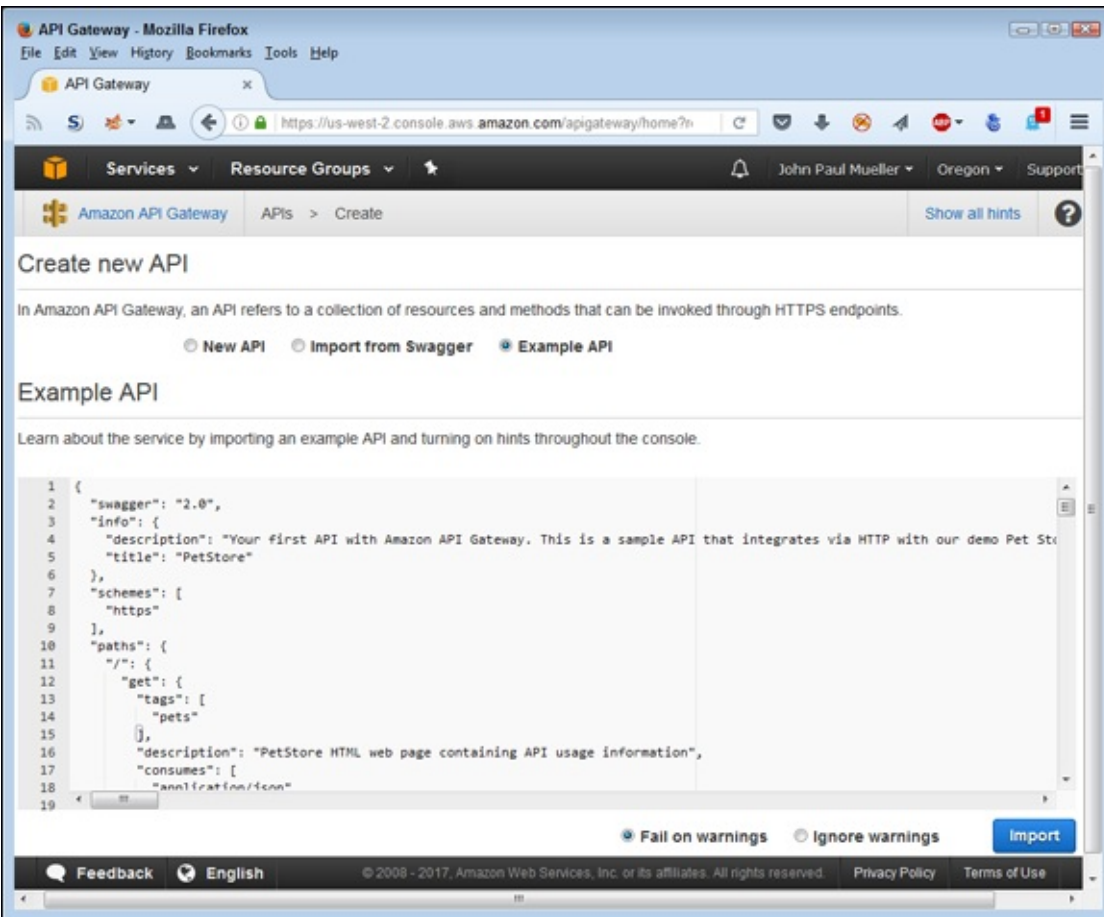 API Gateway - Mozilla Firefox
File Edit View History Bookmarks Tools Help
API Gateway
https://us-west-2.console.aws.amazon.com/apigateway/home?r
Services Resource Groups John Paul Mueller Oregon Support
Amazon API Gateway APIs > Create Show all hints ?
Create new API
In Amazon API Gateway, an API refers to a collection of resources and methods that can be invoked through HTTPS endpoints.
New API Import from Swagger Example API
Example API
Learn about the service by importing an example API and turning on hints throughout the console.
1 {
2 "swagger": "2.0",
3 "info": {
4 "description": "Your first API with Amazon API Gateway. This is a sample API that integrates via HTTP with our demo Pet Sto
5 "title": "PetStore"
6 },
7 "schemes": [
8 "https"
9 ],
10 "paths": {
11 "/": {
12 "get": {
13 "tags": [
14 "pets"
15 ],
16 "description": "PetStore HTML web page containing API usage information",
17 "consumes": [
18 "application/json"
19
Fail on warnings Ignore warnings Import
Feedback English © 2008 - 2017, Amazon Web Services, Inc. or its affiliates. All rights reserved. Privacy Policy Terms of Use